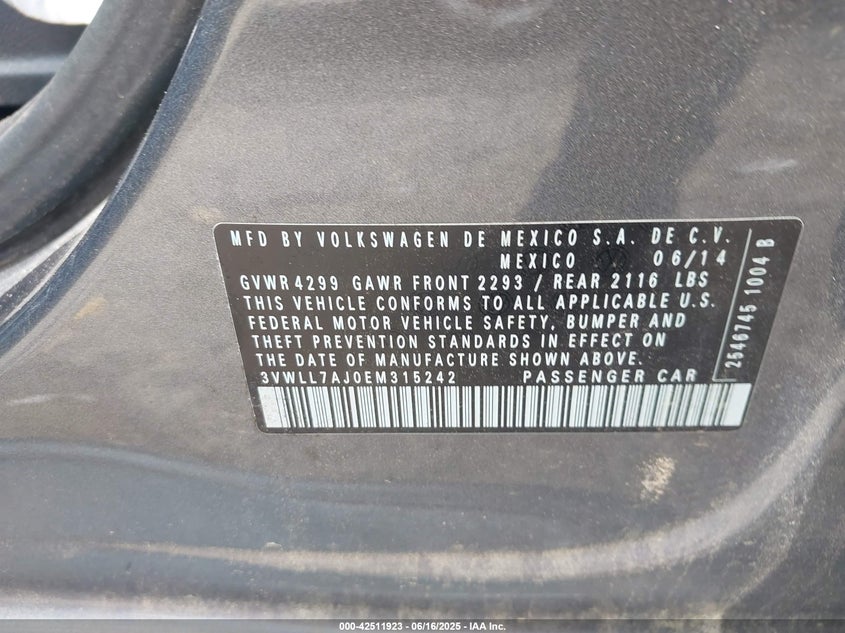 MFD BY VOLKSWAGEN DE MEXICO S.A. DE C.V.
MEXICO 06/14
GVWR 4299 GAWR FRONT 2293 / REAR 2116 LBS
THIS VEHICLE CONFORMS TO ALL APPLICABLE U.S.
FEDERAL MOTOR VEHICLE SAFETY, BUMPER AND
THEFT PREVENTION STANDARDS IN EFFECT ON
THE DATE OF MANUFACTURE SHOWN ABOVE.
3VWLL7AJ0EM315242 PASSENGER CAR
2546745 1004 B
000-42511923 - 06/16/2025 - IAA Inc.